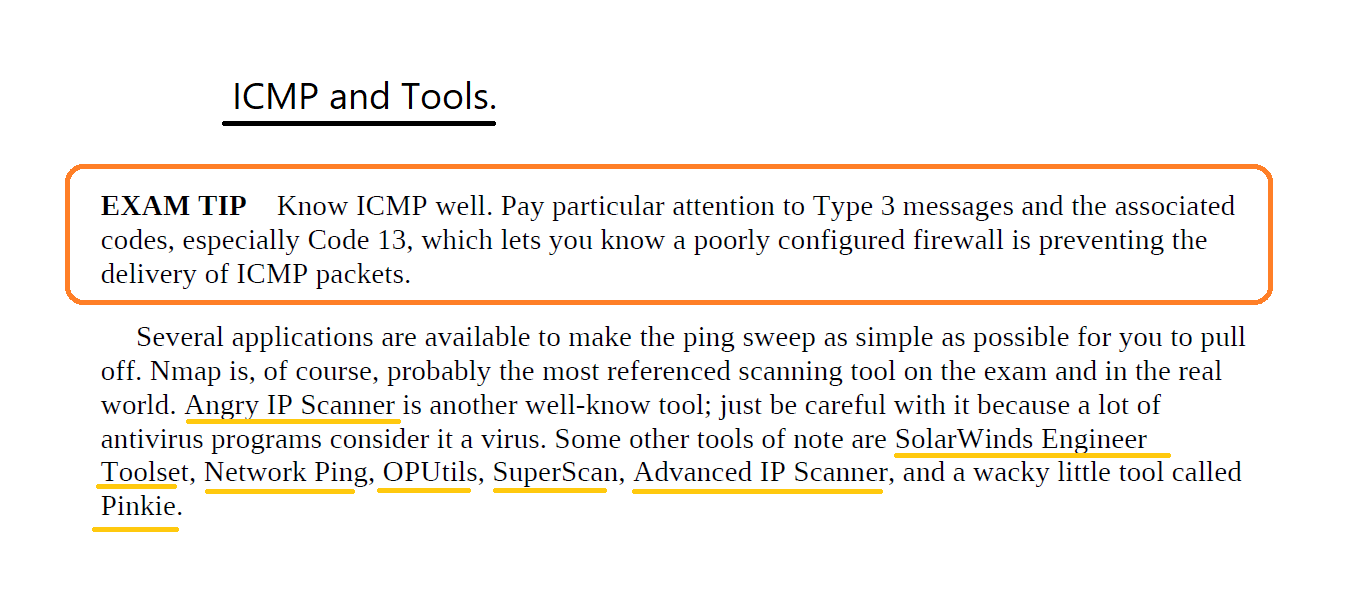 ICMP and Tools.
EXAM TIP Know ICMP well. Pay particular attention to Type 3 messages and the associated
codes, especially Code 13, which lets you know a poorly configured firewall is preventing the
delivery of ICMP packets.
Several applications are available to make the ping sweep as simple as possible for you to pull
off. Nmap is, of course, probably the most referenced scanning tool on the exam and in the real
world. Angry IP Scanner is another well-know tool; just be careful with it because a lot of
antivirus programs consider it a virus. Some other tools of note are SolarWinds Engineer
Toolset, Network Ping, OPUtils, SuperScan, Advanced IP Scanner, and a wacky little tool called
Pinkie.